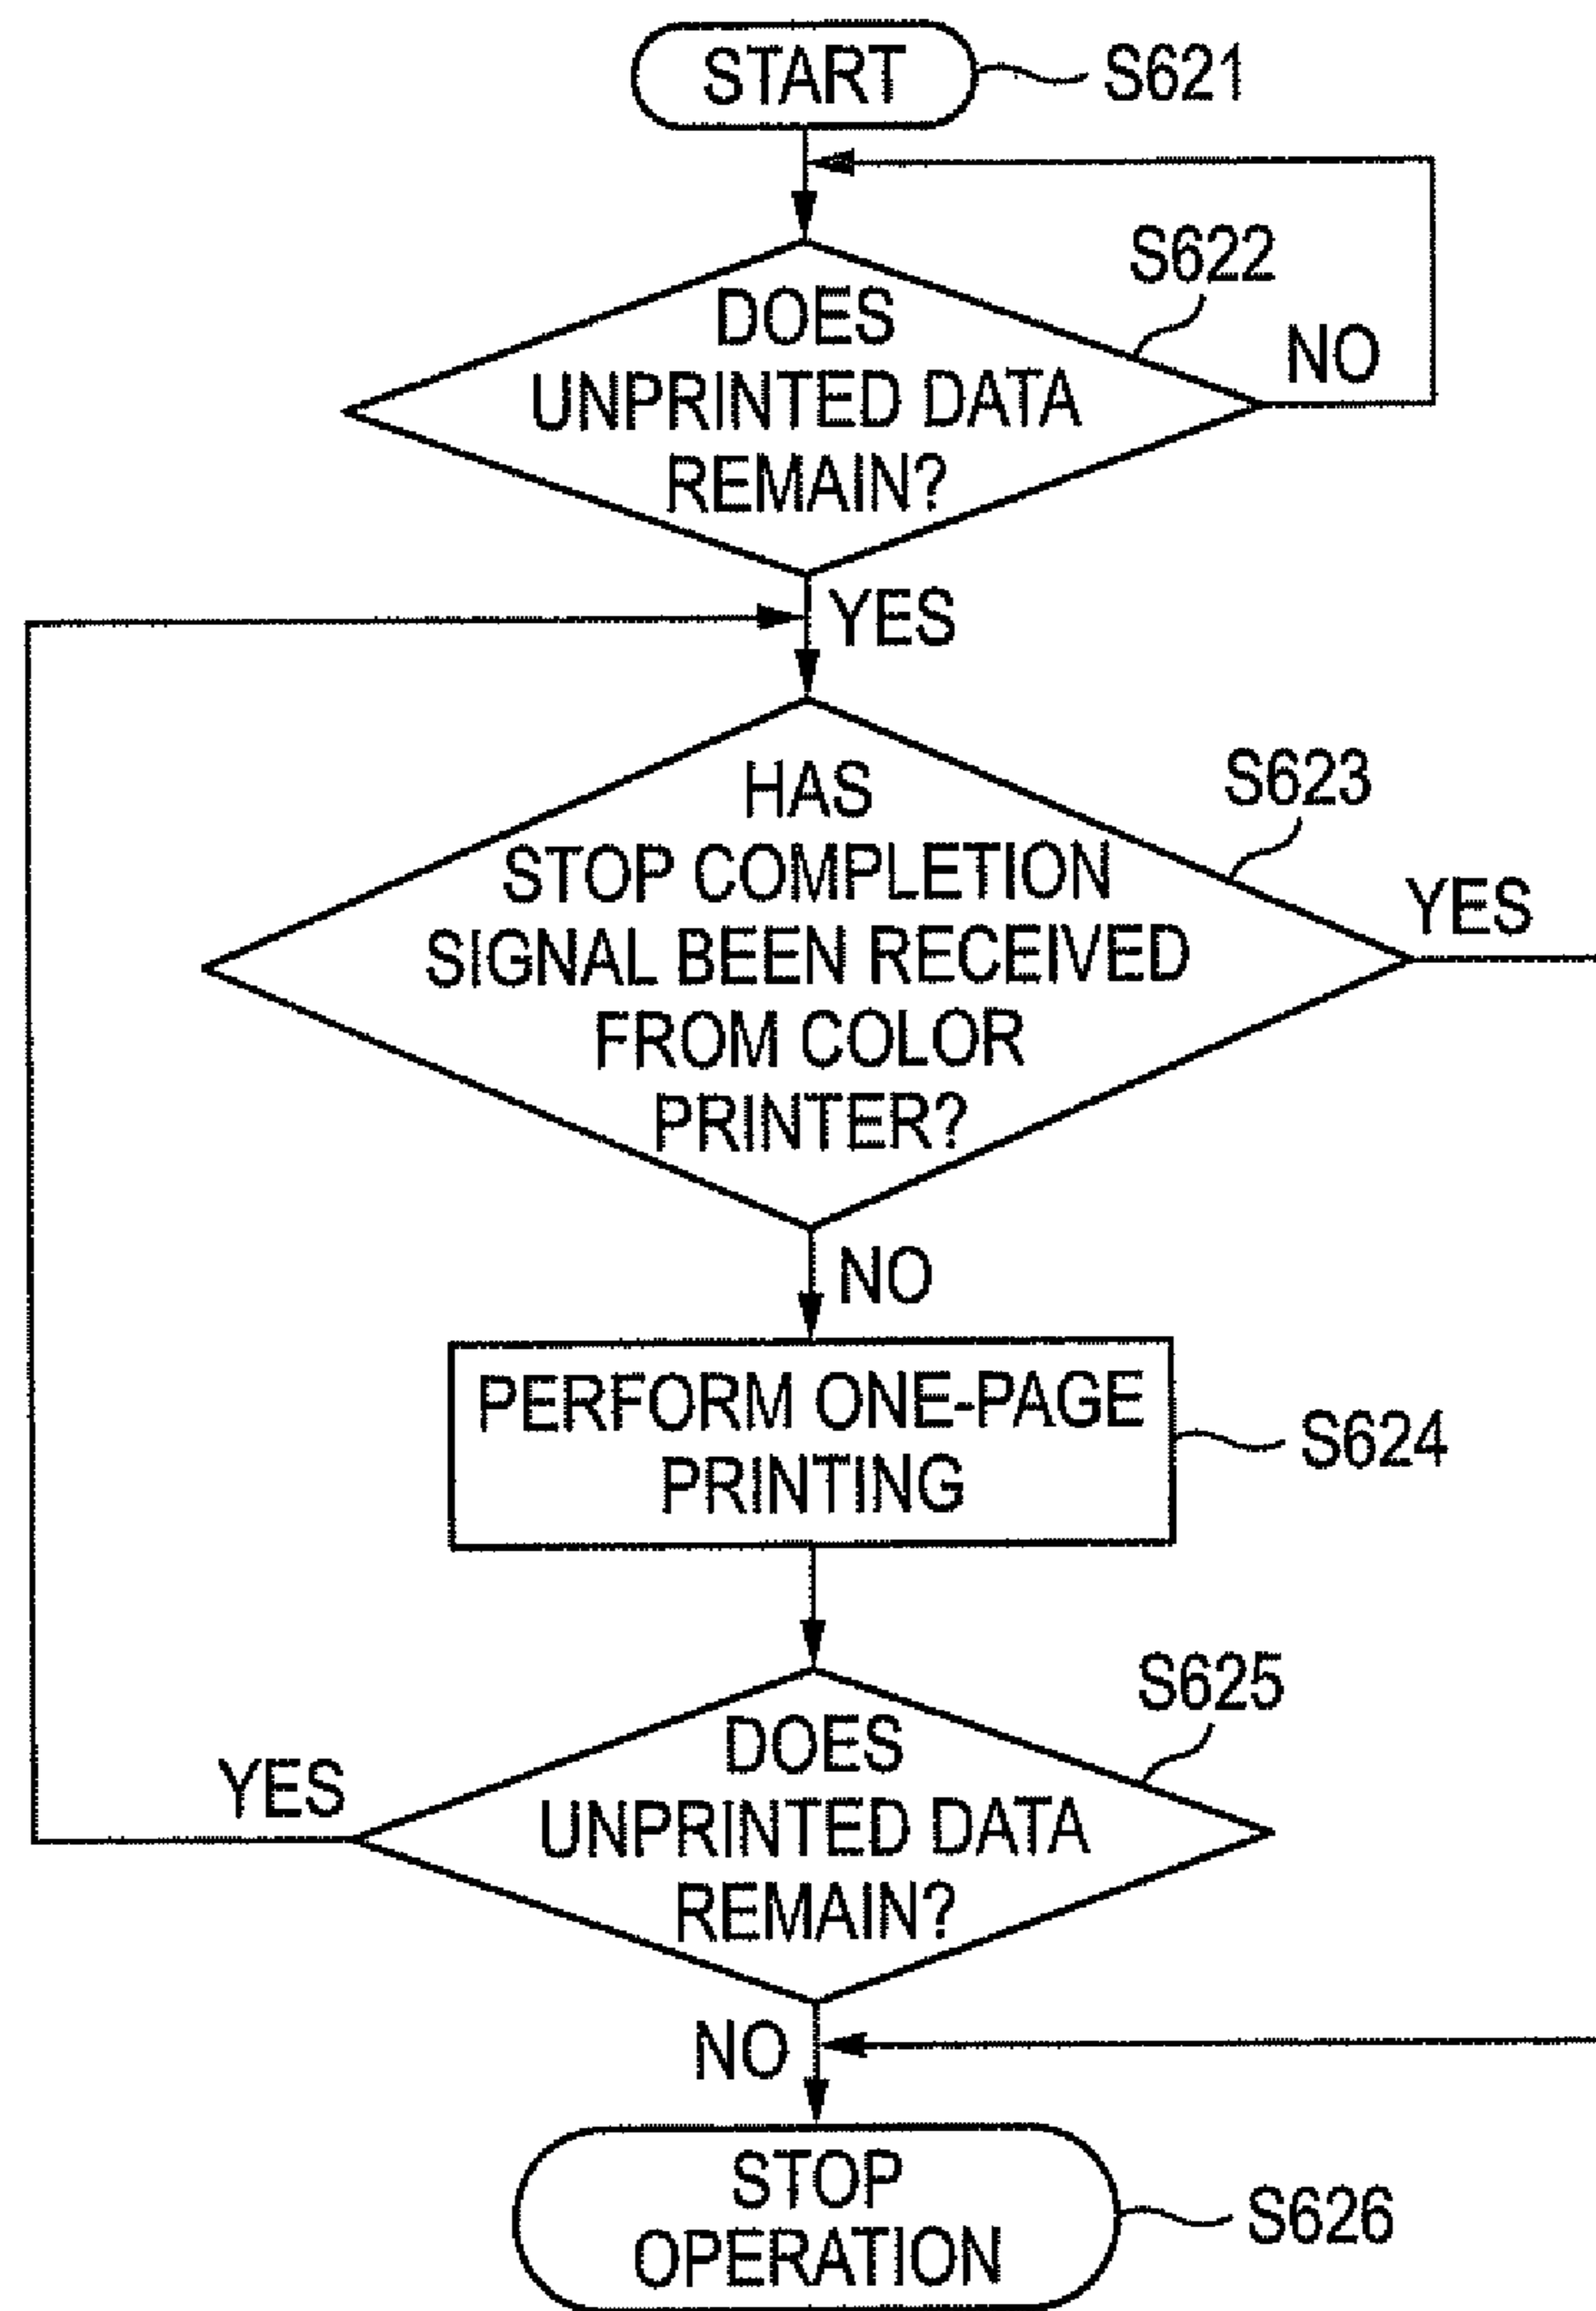 START
S621
S622
DOES
UNPRINTED DATA
REMAIN?
NO
YES
S623
HAS
STOP COMPLETION
SIGNAL BEEN RECEIVED
FROM COLOR
PRINTER?
YES
NO
PERFORM ONE-PAGE
PRINTING
S624
S625
DOES
UNPRINTED DATA
REMAIN?
YES
NO
STOP
OPERATION
S626